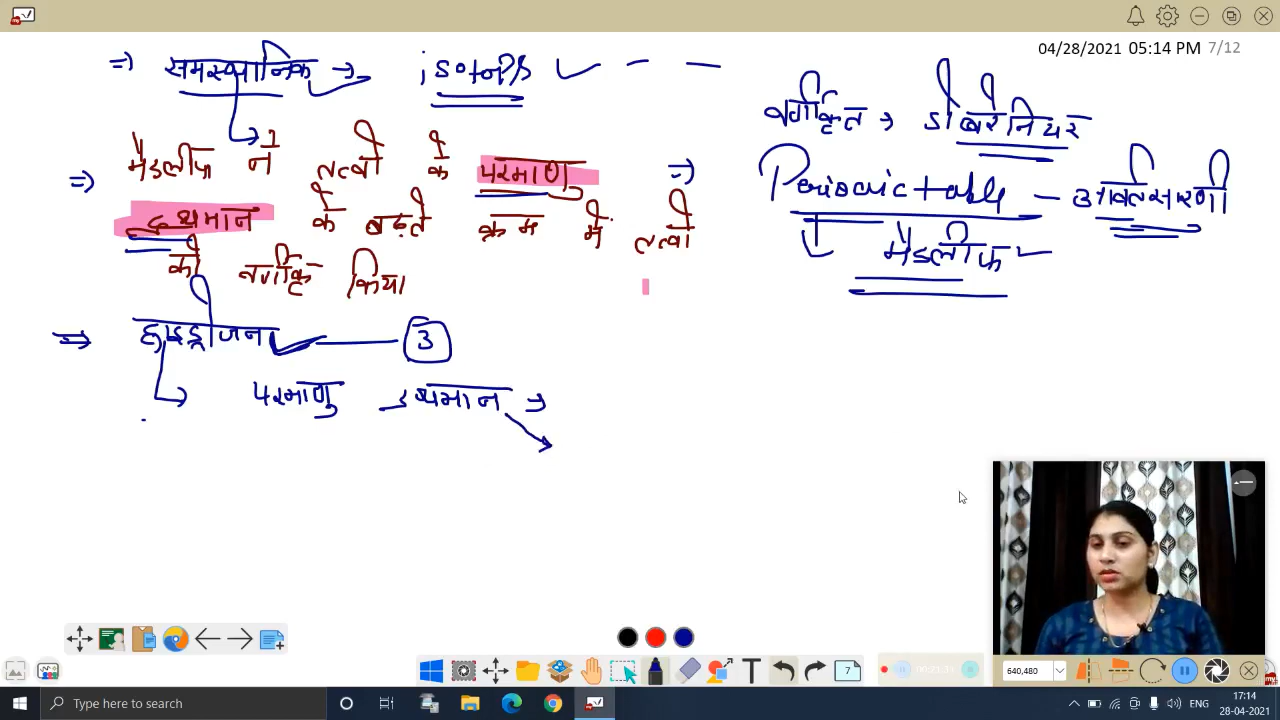 04/28/2021 05:14 PM 7/12
=> समस्थानिक → isotops
मेंडलीफ ने तत्वो के परमाणु
=> द्रव्यमान के बढ़ते क्रम में तत्वो
को वर्गीकृत किया
=> हाइड्रोजन 3
परमाणु द्रव्यमान =>
वर्गीकृत → डोबेरेनियर
=> Periodic table - आवर्त सारणी
मेंडलीफ
7
640,480
Type here to search
ENG
17:14
28-04-2021